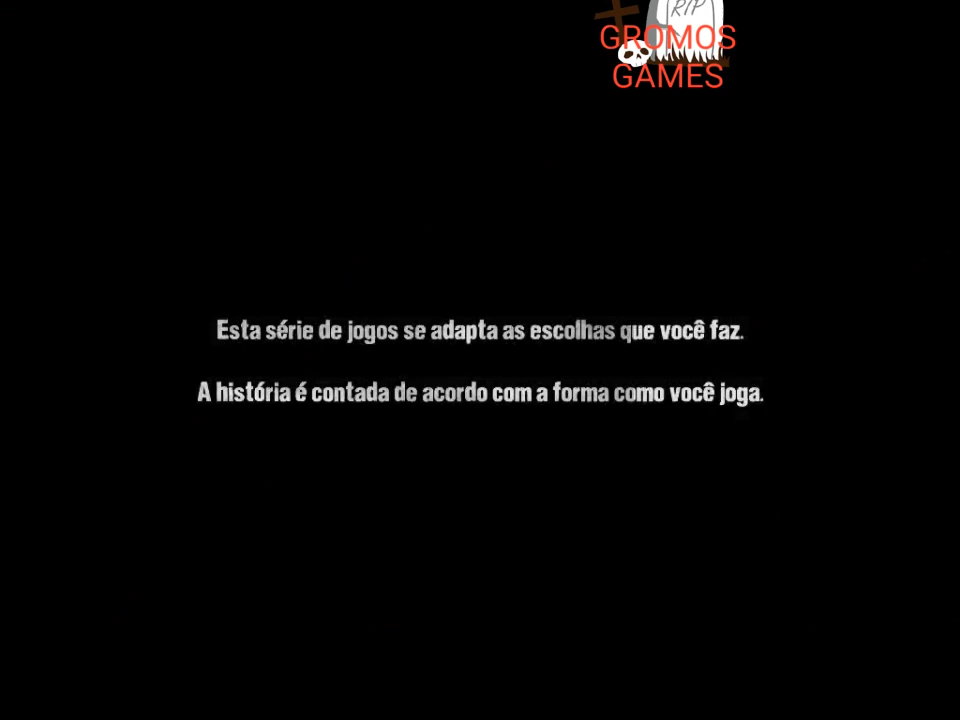 RIP
GROMOS
GAMES
Esta série de jogos se adapta as escolhas que você faz.
A história é contada de acordo com a forma como você joga.